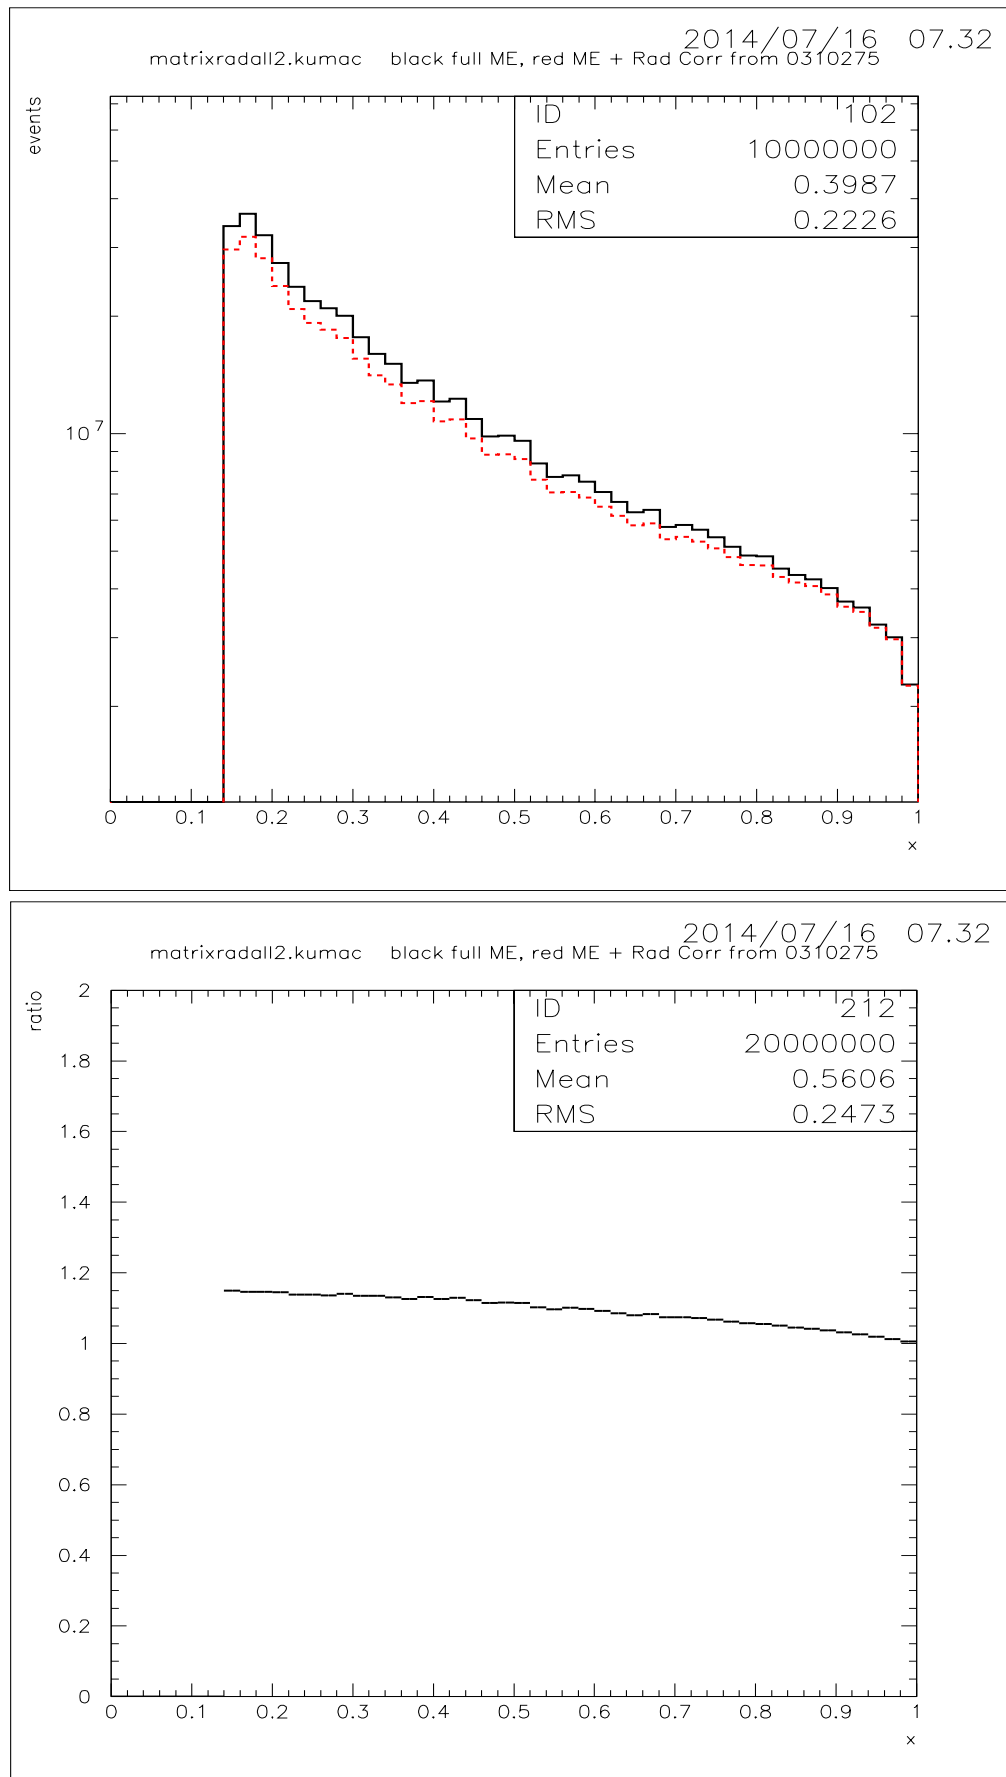 2014/07/16 07.32
matrixradall2.kumac black full ME, red ME + Rad Corr from 0310275
events
ID 102
Entries 10000000
Mean 0.3987
RMS 0.2226
10^7
0 0.1 0.2 0.3 0.4 0.5 0.6 0.7 0.8 0.9 1
x
2014/07/16 07.32
matrixradall2.kumac black full ME, red ME + Rad Corr from 0310275
ratio
ID 212
Entries 20000000
Mean 0.5606
RMS 0.2473
2
1.8
1.6
1.4
1.2
1
0.8
0.6
0.4
0.2
0
0 0.1 0.2 0.3 0.4 0.5 0.6 0.7 0.8 0.9 1
x